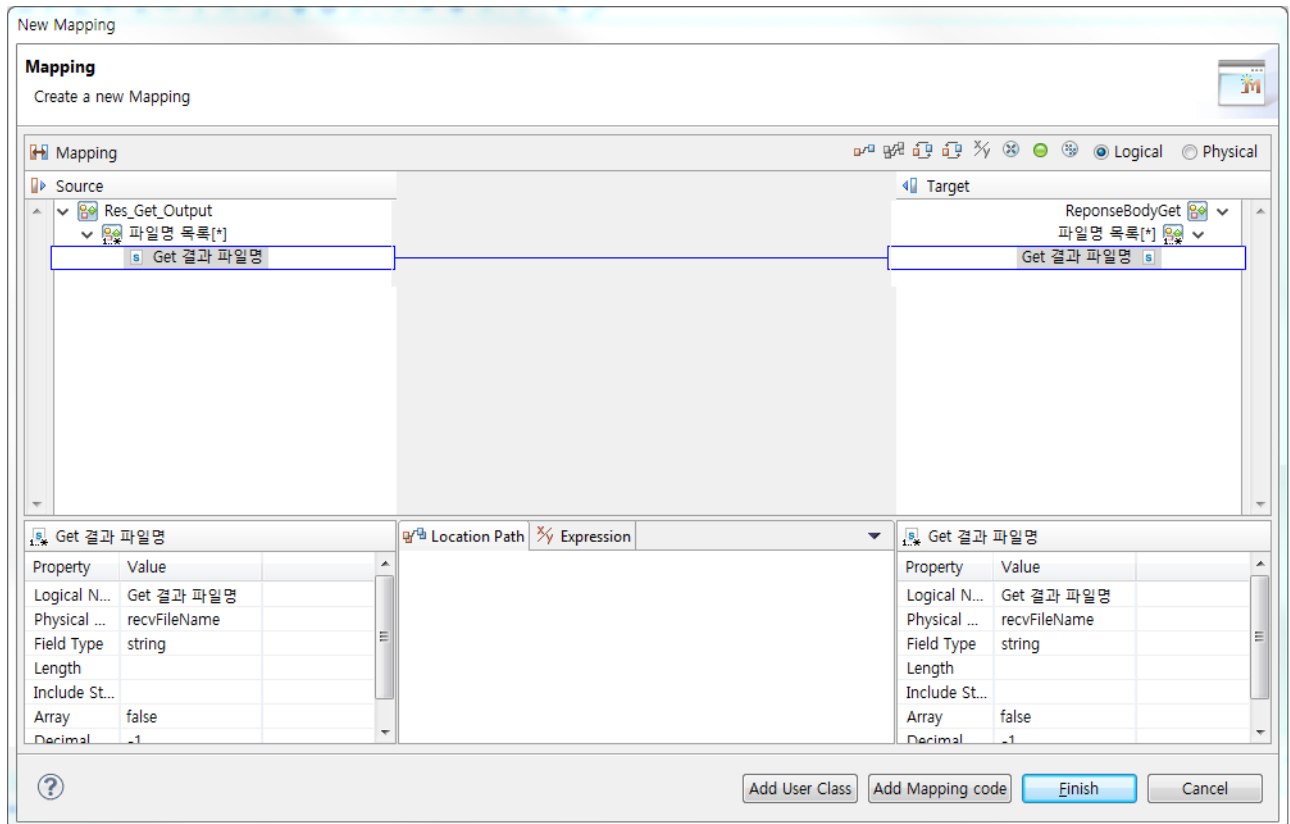 New Mapping
Mapping
Create a new Mapping
Mapping
Logical
Physical
Source
Target
Res_Get_Output
ReponseBodyGet
파일명 목록[*]
파일명 목록[*]
Get 결과 파일명
Get 결과 파일명
Get 결과 파일명
Location Path
Expression
Get 결과 파일명
Property Value
Logical N... Get 결과 파일명
Physical ... recvFileName
Field Type string
Length
Include St...
Array false
Decimal -1
Property Value
Logical N... Get 결과 파일명
Physical ... recvFileName
Field Type string
Length
Include St...
Array false
Decimal -1
Add User Class
Add Mapping code
Finish
Cancel